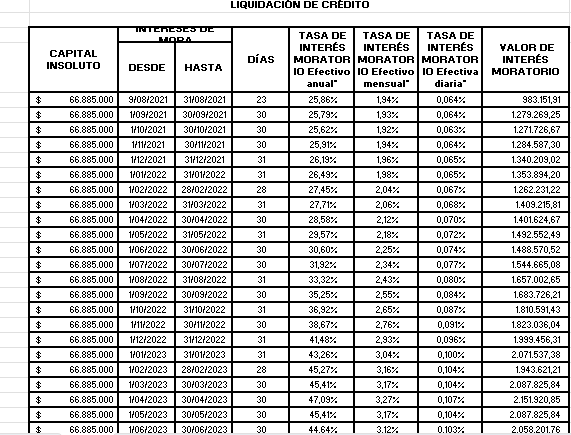 LIQUIDACIÓN DE CRÉDITO
CAPITAL INSOLUTO INTERESES DE MORA DÍAS TASA DE INTERÉS MORATORIO Efectivo anual" TASA DE INTERÉS MORATORIO Efectivo mensual" TASA DE INTERÉS MORATORIO Efectiva diaria" VALOR DE INTERÉS MORATORIO
DESDE HASTA
$ 66.885.000 9/08/2021 31/08/2021 23 25,86% 1,94% 0,064% 983.151,91
$ 66.885.000 1/09/2021 30/09/2021 30 25,79% 1,93% 0,064% 1.279.269,25
$ 66.885.000 1/10/2021 30/10/2021 30 25,62% 1,92% 0,063% 1.271.726,67
$ 66.885.000 1/11/2021 30/11/2021 30 25,91% 1,94% 0,064% 1.284.587,30
$ 66.885.000 1/12/2021 31/12/2021 31 26,19% 1,96% 0,065% 1.340.209,02
$ 66.885.000 1/01/2022 31/01/2022 31 26,49% 1,98% 0,065% 1.353.894,20
$ 66.885.000 1/02/2022 28/02/2022 28 27,45% 2,04% 0,067% 1.262.231,22
$ 66.885.000 1/03/2022 31/03/2022 31 27,71% 2,06% 0,068% 1.409.215,81
$ 66.885.000 1/04/2022 30/04/2022 30 28,58% 2,12% 0,070% 1.401.624,67
$ 66.885.000 1/05/2022 31/05/2022 31 29,57% 2,18% 0,072% 1.492.552,49
$ 66.885.000 1/06/2022 30/06/2022 30 30,60% 2,25% 0,074% 1.488.570,52
$ 66.885.000 1/07/2022 30/07/2022 30 31,92% 2,34% 0,077% 1.544.665,08
$ 66.885.000 1/08/2022 31/08/2022 31 33,32% 2,43% 0,080% 1.657.002,65
$ 66.885.000 1/09/2022 30/09/2022 30 35,25% 2,55% 0,084% 1.683.726,21
$ 66.885.000 1/10/2022 31/10/2022 31 36,92% 2,65% 0,087% 1.810.591,43
$ 66.885.000 1/11/2022 30/11/2022 30 38,67% 2,76% 0,091% 1.823.036,04
$ 66.885.000 1/12/2022 31/12/2022 31 41,48% 2,93% 0,096% 1.999.456,31
$ 66.885.000 1/01/2023 31/01/2023 31 43,26% 3,04% 0,100% 2.071.537,38
$ 66.885.000 1/02/2023 28/02/2023 28 45,27% 3,16% 0,104% 1.943.621,21
$ 66.885.000 1/03/2023 30/03/2023 30 45,41% 3,17% 0,104% 2.087.825,84
$ 66.885.000 1/04/2023 30/04/2023 30 47,09% 3,27% 0,107% 2.151.920,85
$ 66.885.000 1/05/2023 30/05/2023 30 45,41% 3,17% 0,104% 2.087.825,84
$ 66.885.000 1/06/2023 30/06/2023 30 44,64% 3,12% 0,103% 2.058.201,76